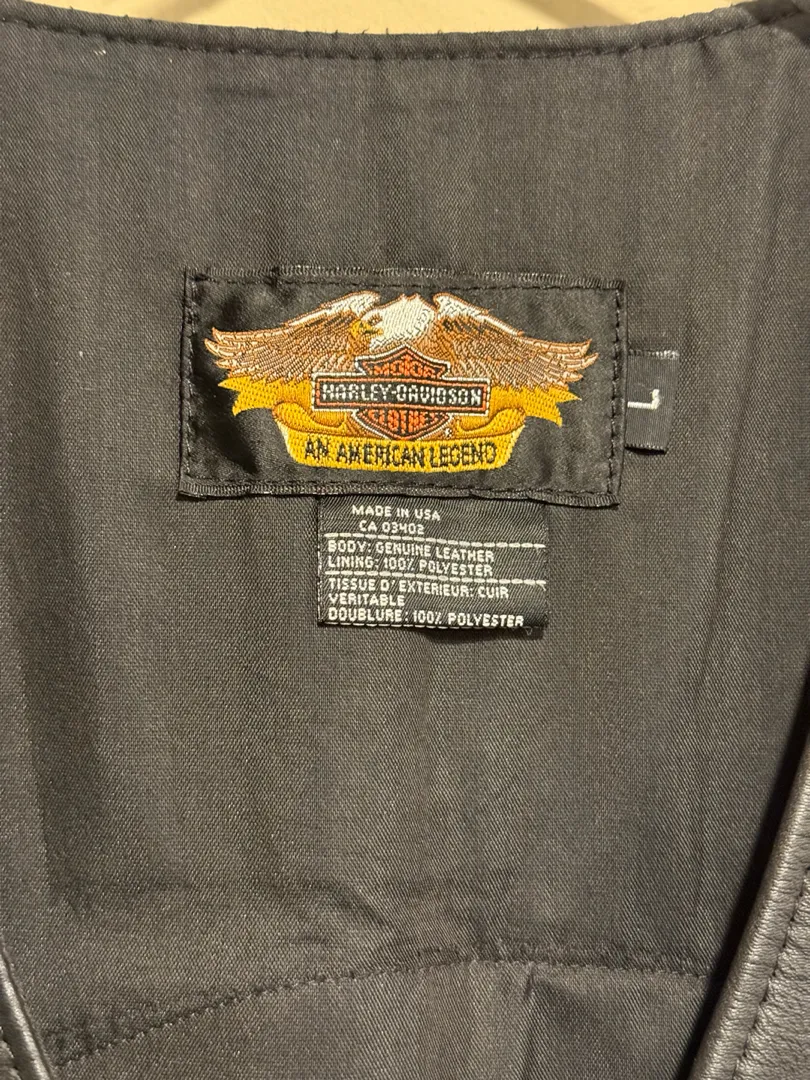 MOTOR
HARLEY-DAVIDSON
CLOTHES
®
AN AMERICAN LEGEND
L
MADE IN USA
CA 03402
BODY: GENUINE LEATHER
LINING: 100% POLYESTER
TISSUE D'EXTERIEUR: CUIR
VERITABLE
DOUBLURE: 100% POLYESTER